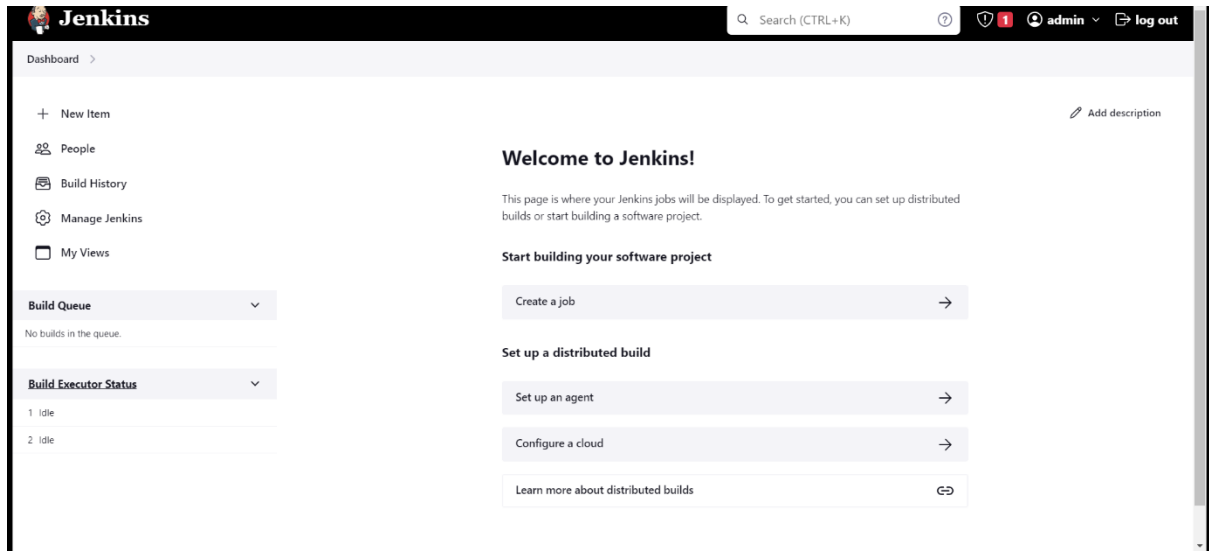 Jenkins
Search (CTRL+K)
1
admin
log out
Dashboard
New Item
Add description
People
Build History
Manage Jenkins
My Views
Welcome to Jenkins!
This page is where your Jenkins jobs will be displayed. To get started, you can set up distributed
builds or start building a software project.
Start building your software project
Create a job
Build Queue
No builds in the queue.
Set up a distributed build
Build Executor Status
1 Idle
2 Idle
Set up an agent
Configure a cloud
Learn more about distributed builds